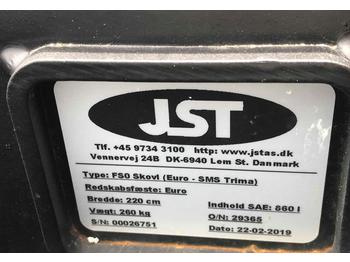 JST
Tlf. +45 9734 3100 http: www.jstas.dk
Vennervej 24B DK-6940 Lem St. Danmark
Type: FS0 Skovl (Euro - SMS Trima)
Redskabsfæste: Euro
Bredde: 220 cm Indhold SAE: 860 l
Vægt: 260 kg O/N: 29365
S/N: 00026751 Dato: 22-02-2019